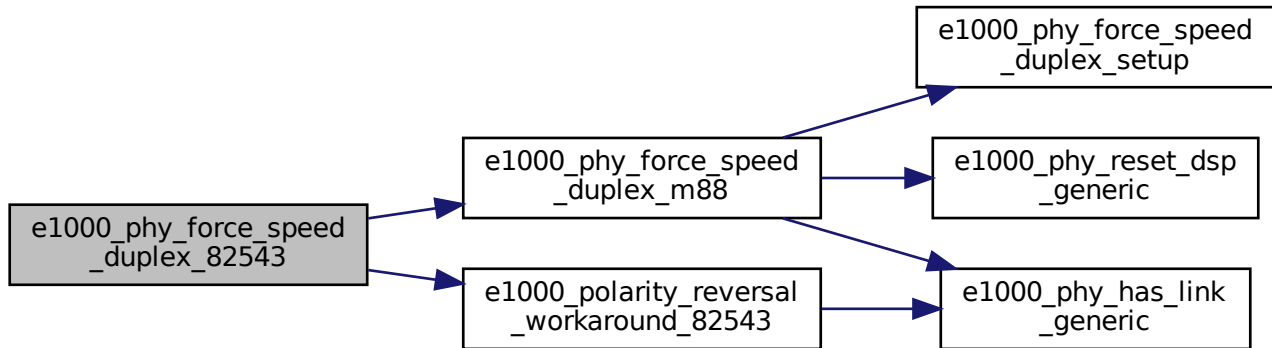 e1000_phy_force_speed
_duplex_setup
e1000_phy_force_speed
_duplex_m88
e1000_phy_reset_dsp
_generic
e1000_phy_force_speed
_duplex_82543
e1000_polarity_reversal
_workaround_82543
e1000_phy_has_link
_generic